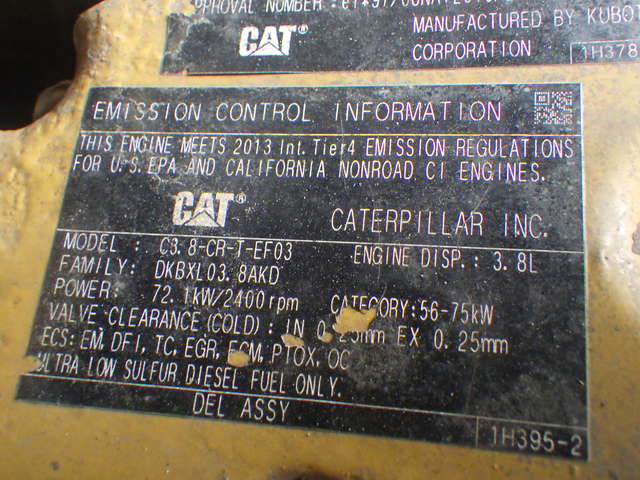 MANUFACTURED BY
CAT
CORPORATION
1H378
EMISSION CONTROL INFORMATION
THIS ENGINE MEETS 2013 Int. Tier4 EMISSION REGULATIONS
FOR U.S.EPA AND CALIFORNIA NONROAD CI ENGINES.
CAT®
CATERPILLAR INC.
MODEL : C3.8-CR-T-EF03 ENGINE DISP.: 3.8L
FAMILY: DKBXL03.8AKD
POWER: 72.1kW/2400rpm CATEGORY:56-75kW
VALVE CLEARANCE(COLD): IN EX 0.25mm
ECS: EM, DFI, TC, EGR, ECM, PTOX, OC
ULTRA LOW SULFUR DIESEL FUEL ONLY.
DEL ASSY
1H395-2